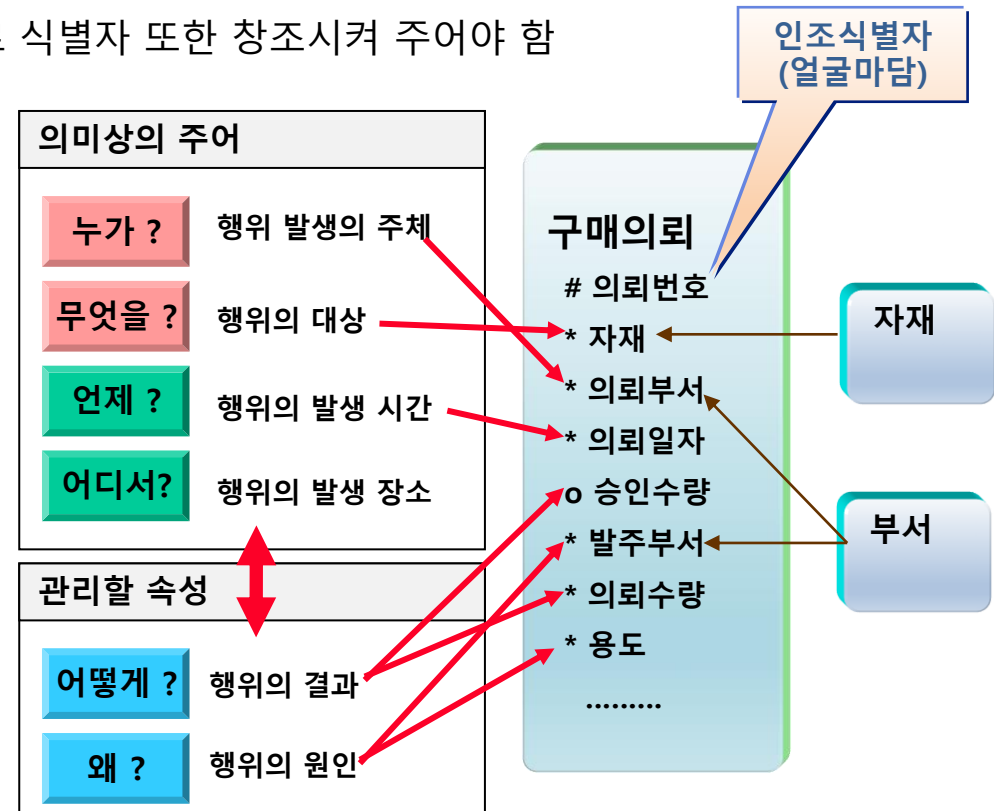 식별자 또한 창조시켜 주어야 함
인조식별자
(얼굴마담)
의미상의 주어
누가 ?
행위 발생의 주체
무엇을 ?
행위의 대상
언제 ?
행위의 발생 시간
어디서?
행위의 발생 장소
관리할 속성
어떻게 ?
행위의 결과
왜 ?
행위의 원인
구매의뢰
# 의뢰번호
* 자재
* 의뢰부서
* 의뢰일자
o 승인수량
* 발주부서
* 의뢰수량
* 용도
.........
자재
부서